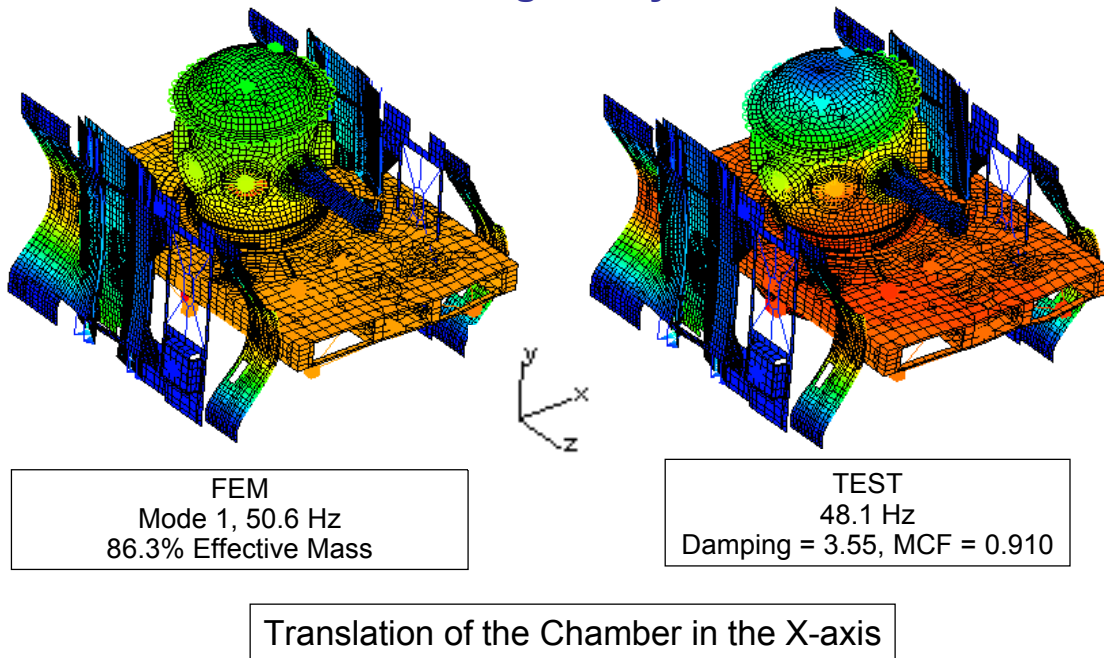 y
x
z
FEM
Mode 1, 50.6 Hz
86.3% Effective Mass
TEST
48.1 Hz
Damping = 3.55, MCF = 0.910
Translation of the Chamber in the X-axis